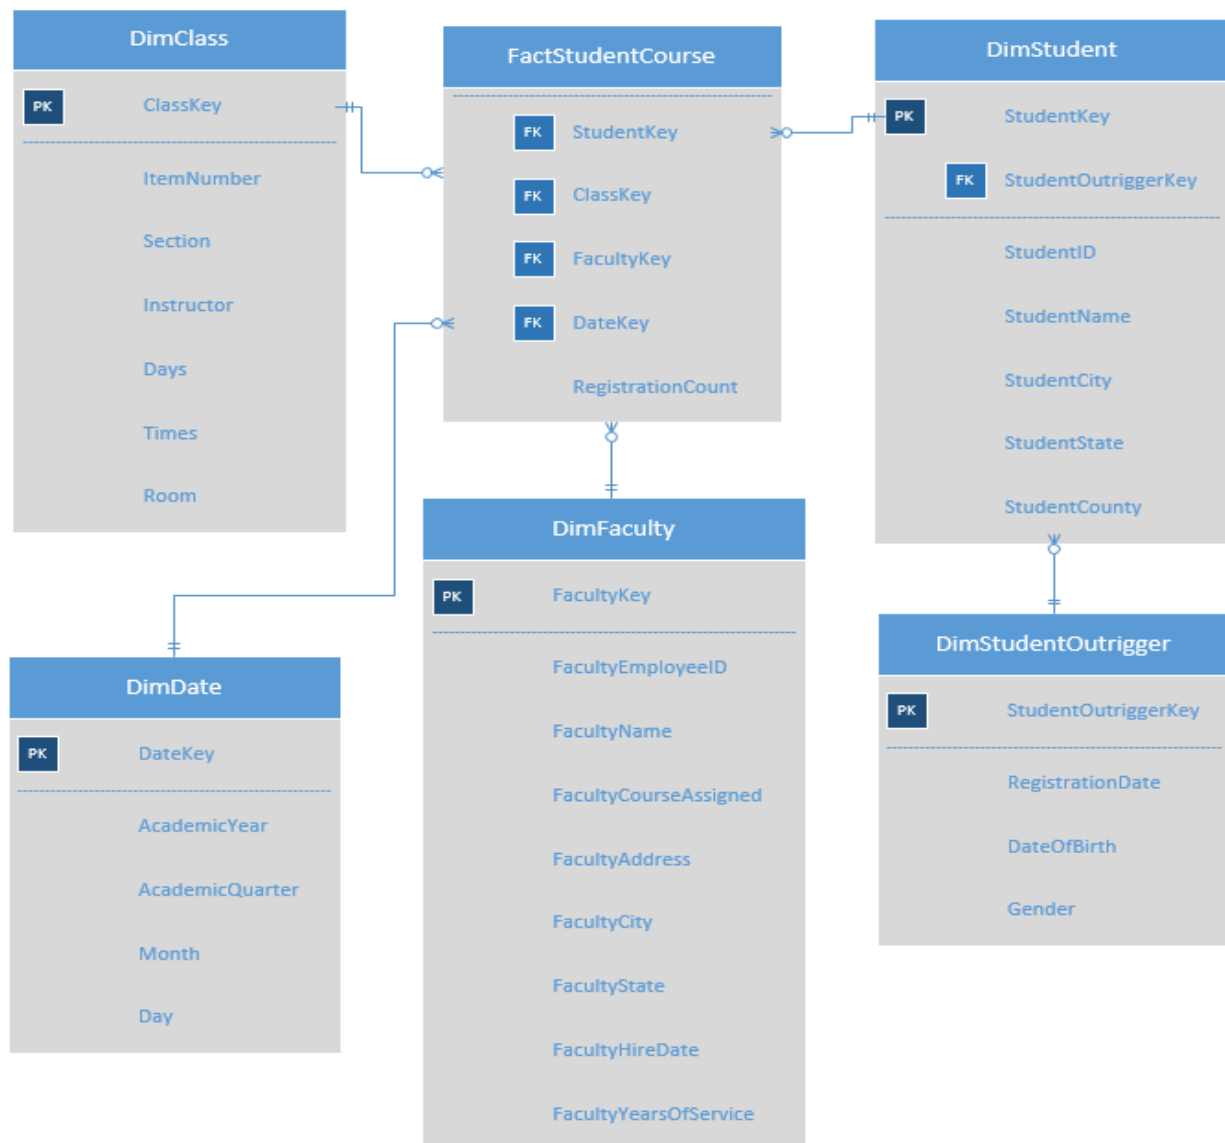 DimClass
PK ClassKey
ItemNumber
Section
Instructor
Days
Times
Room
FactStudentCourse
FK StudentKey
FK ClassKey
FK FacultyKey
FK DateKey
RegistrationCount
DimStudent
PK StudentKey
FK StudentOutriggerKey
StudentID
StudentName
StudentCity
StudentState
StudentCounty
DimDate
PK DateKey
AcademicYear
AcademicQuarter
Month
Day
DimFaculty
PK FacultyKey
FacultyEmployeeID
FacultyName
FacultyCourseAssigned
FacultyAddress
FacultyCity
FacultyState
FacultyHireDate
FacultyYearsOfService
DimStudentOutrigger
PK StudentOutriggerKey
RegistrationDate
DateOfBirth
Gender